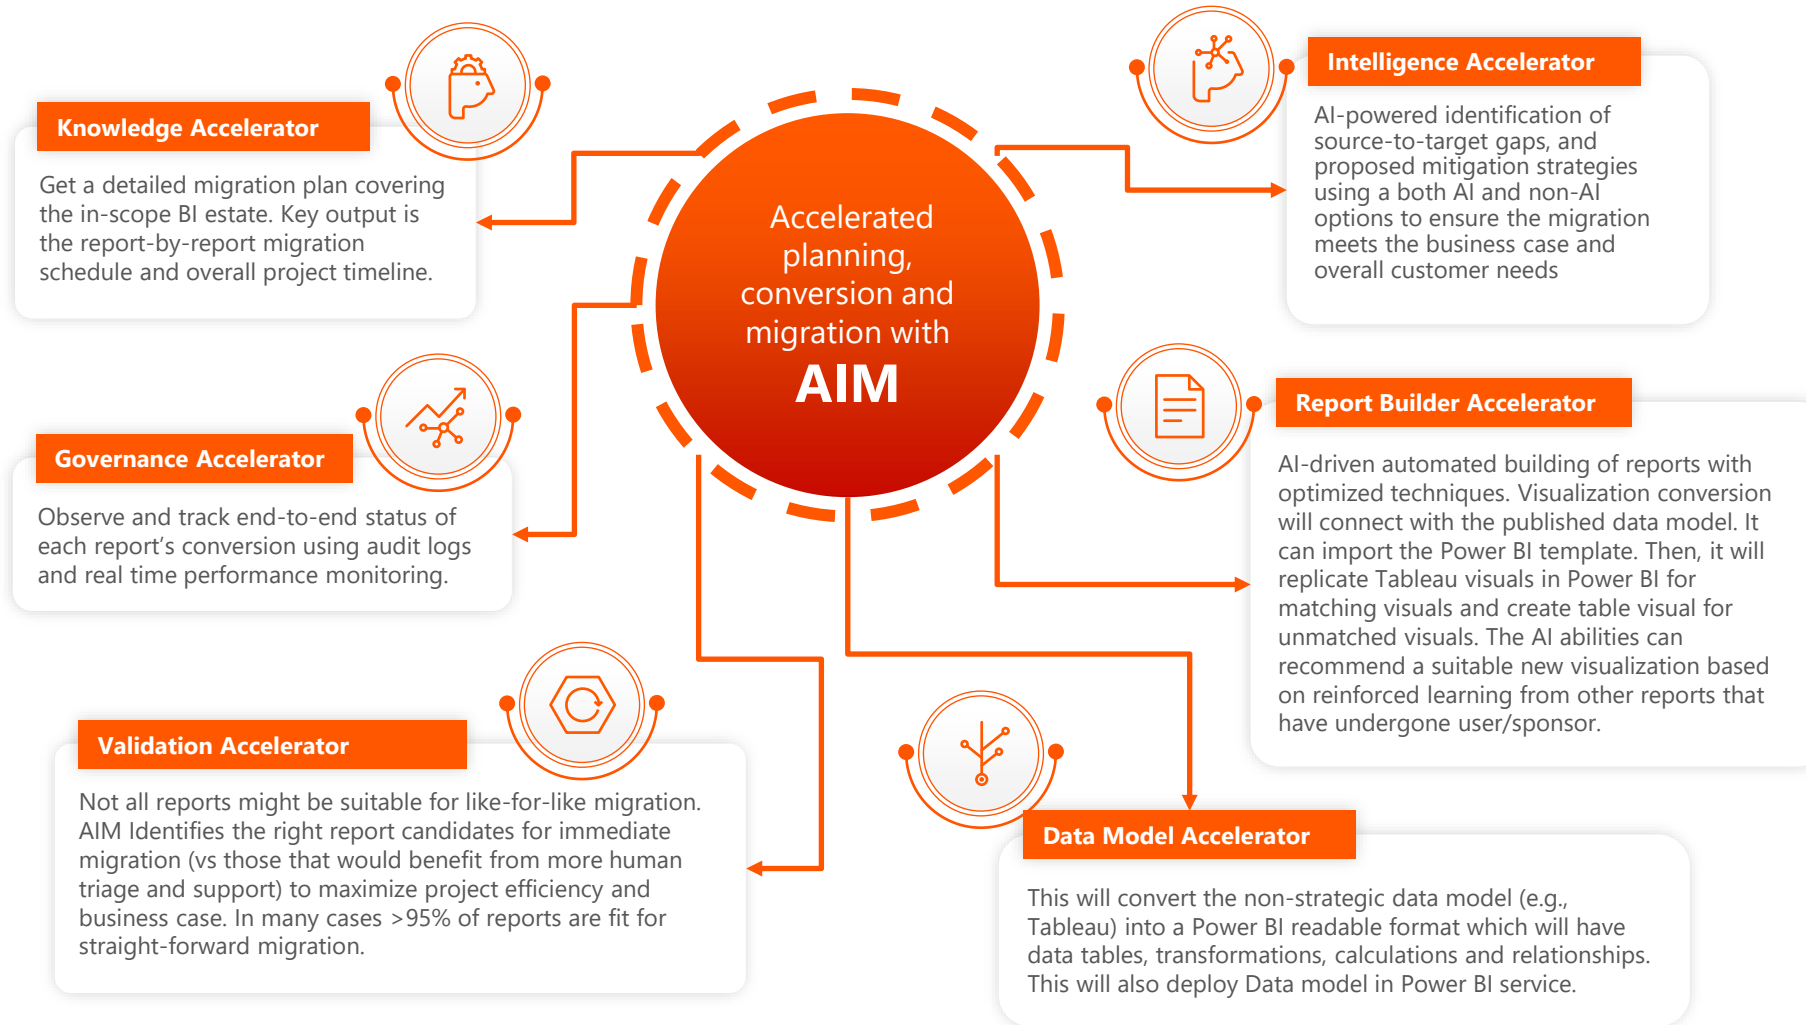 Knowledge Accelerator
Get a detailed migration plan covering
the in-scope BI estate. Key output is
the report-by-report migration
schedule and overall project timeline.
Governance Accelerator
Observe and track end-to-end status of
each report’s conversion using audit logs
and real time performance monitoring.
Validation Accelerator
Not all reports might be suitable for like-for-like migration.
AIM Identifies the right report candidates for immediate
migration (vs those that would benefit from more human
triage and support) to maximize project efficiency and
business case. In many cases >95% of reports are fit for
straight-forward migration.
Accelerated
planning,
conversion and
migration with
AIM
Intelligence Accelerator
AI-powered identification of
source-to-target gaps, and
proposed mitigation strategies
using a both AI and non-AI
options to ensure the migration
meets the business case and
overall customer needs
Report Builder Accelerator
AI-driven automated building of reports with
optimized techniques. Visualization conversion
will connect with the published data model. It
can import the Power BI template. Then, it will
replicate Tableau visuals in Power BI for
matching visuals and create table visual for
unmatched visuals. The AI abilities can
recommend a suitable new visualization based
on reinforced learning from other reports that
have undergone user/sponsor.
Data Model Accelerator
This will convert the non-strategic data model (e.g.,
Tableau) into a Power BI readable format which will have
data tables, transformations, calculations and relationships.
This will also deploy Data model in Power BI service.